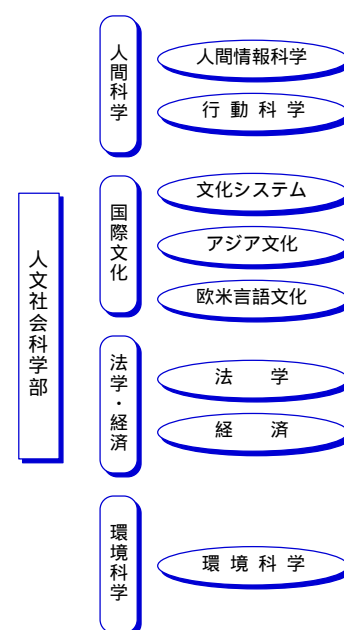 人文社会科学部
人間科学
人間情報科学
行動科学
国際文化
文化システム
アジア文化
欧米言語文化
法学・経済
法　学
経　済
環境科学
環境科学